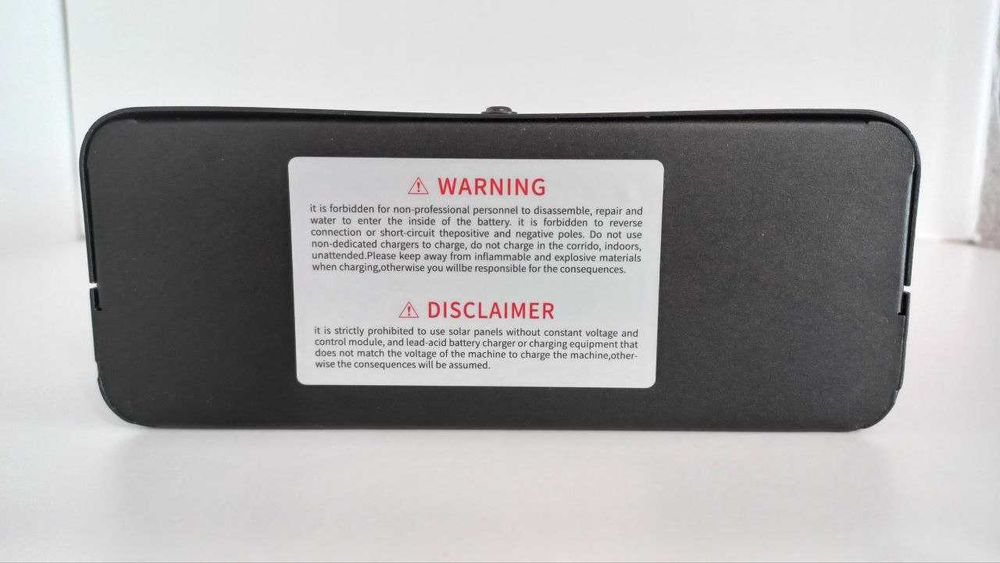 WARNING
it is forbidden for non-professional personnel to disassemble, repair and
water to enter the inside of the battery. it is forbidden to reverse
connection or short-circuit thepositive and negative poles. Do not use
non-dedicated chargers to charge, do not charge in the corrido, indoors,
unattended.Please keep away from inflammable and explosive materials
when charging,otherwise you willbe responsible for the consequences.
DISCLAIMER
it is strictly prohibited to use solar panels without constant voltage and
control module, and lead-acid battery charger or charging equipment that
does not match the voltage of the machine to charge the machine,other-
wise the consequences will be assumed.